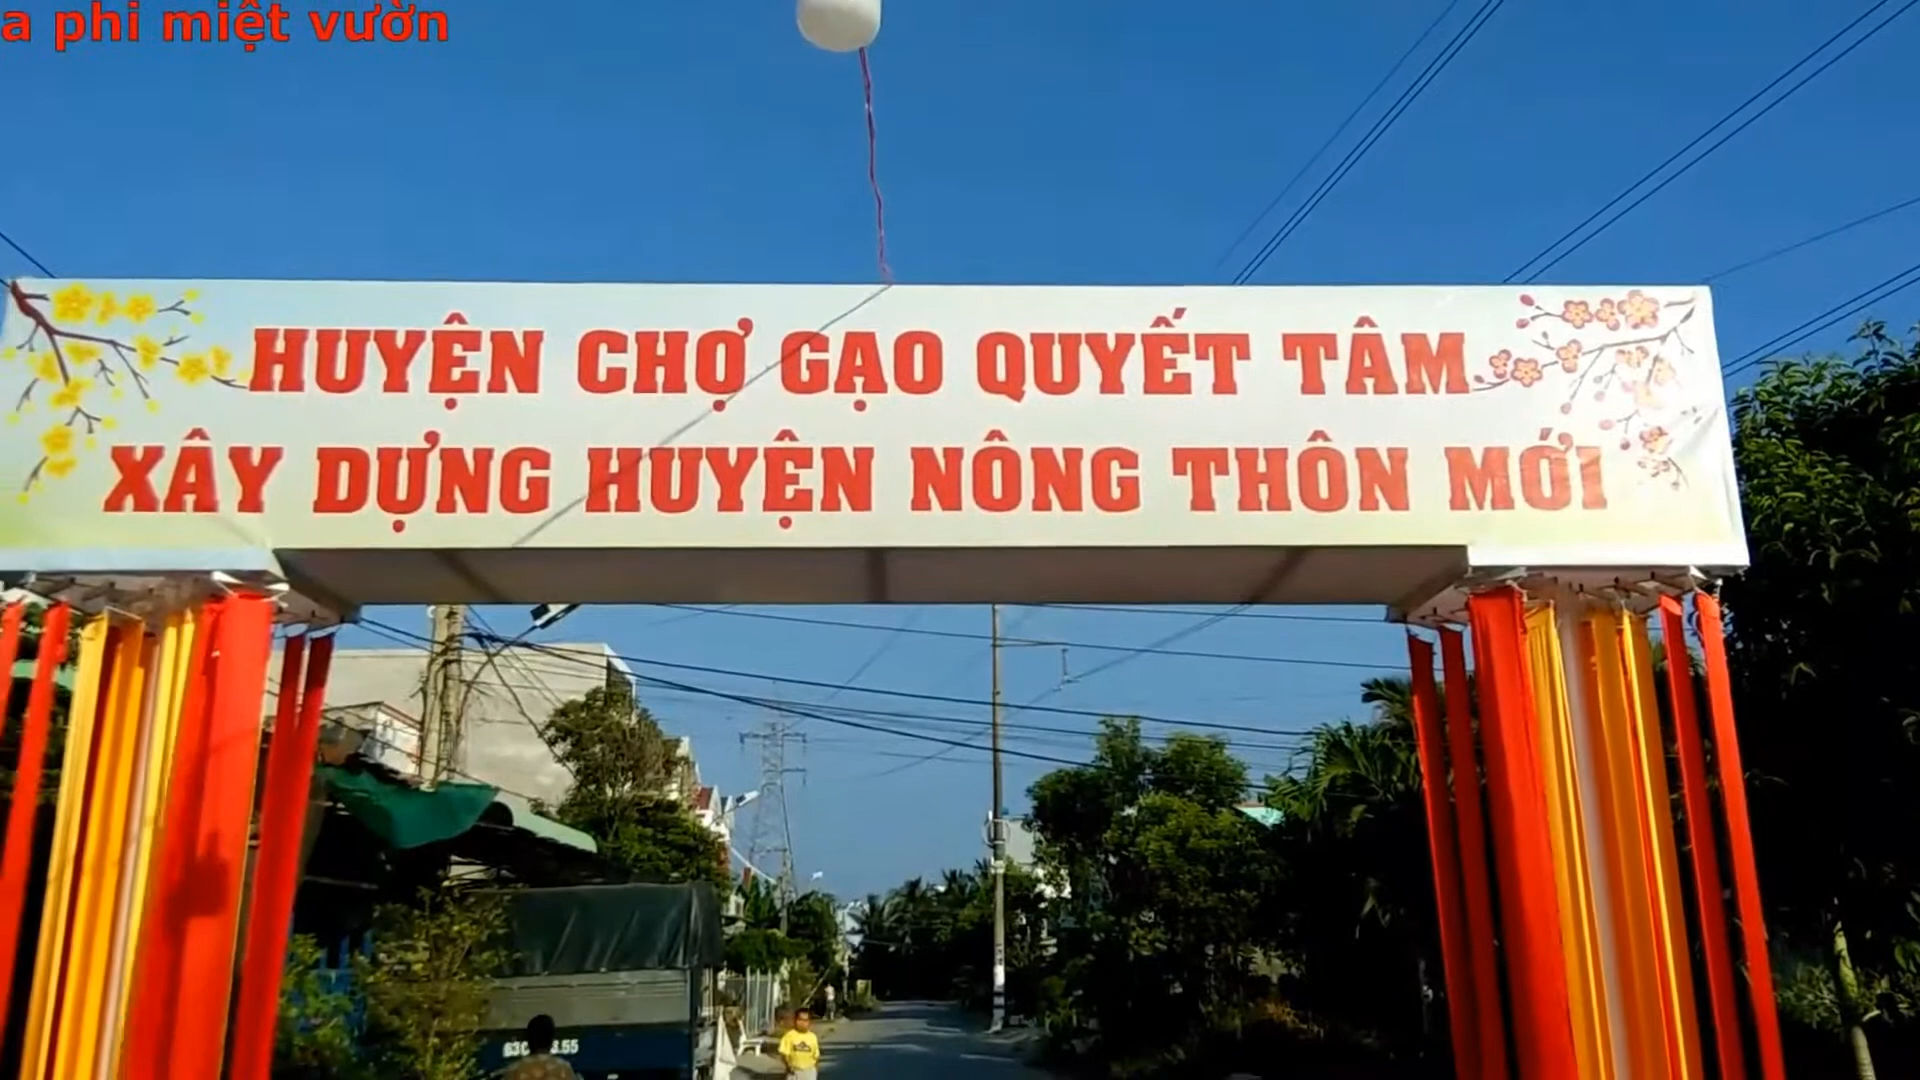 a phi miệt vườn
HUYỆN CHỢ GẠO QUYẾT TÂM
XÂY DỰNG HUYỆN NÔNG THÔN MỚI